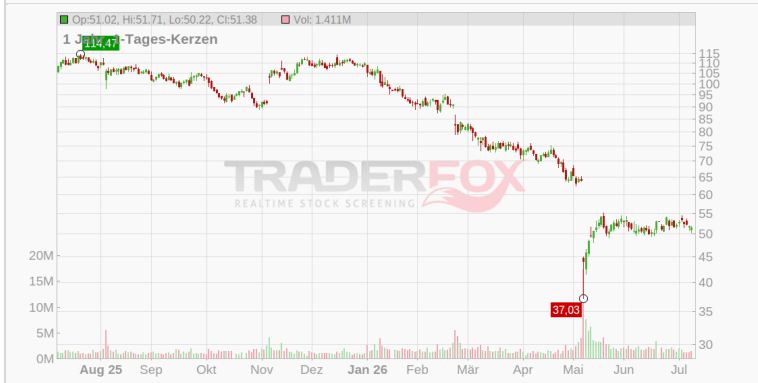 Op:51.02, Hi:51.71, Lo:50.22, Cl:51.38 Vol: 1.411M
114,47
1-Tages-Kerzen
115
110
105
100
95
90
85
80
75
70
65
60
55
50
45
40
35
30
TRADERFOX
REALTIME STOCK SCREENING
20M
15M
10M
5M
0M
37,03
Aug 25 Sep Okt Nov Dez Jan 26 Feb Mär Apr Mai Jun Jul